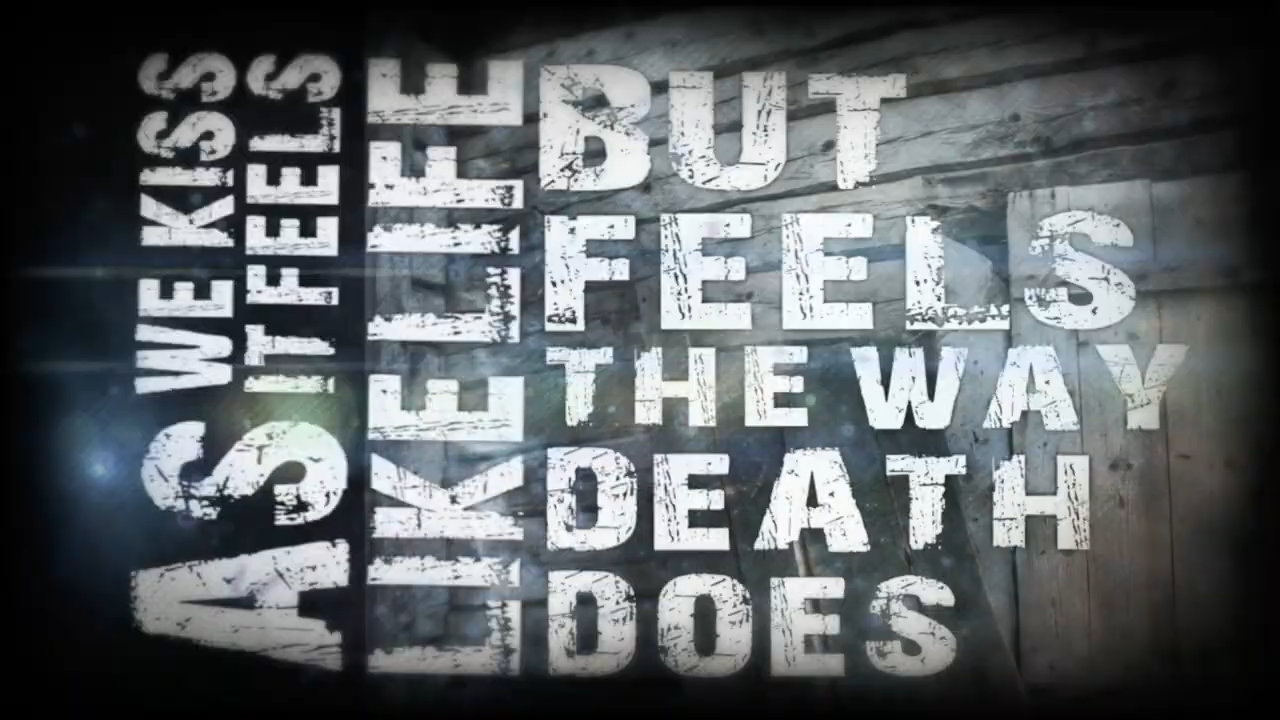 AS WE KISS
IT FEELS
LIKE LIFE
BUT
FEELS
THE WAY
DEATH
DOES